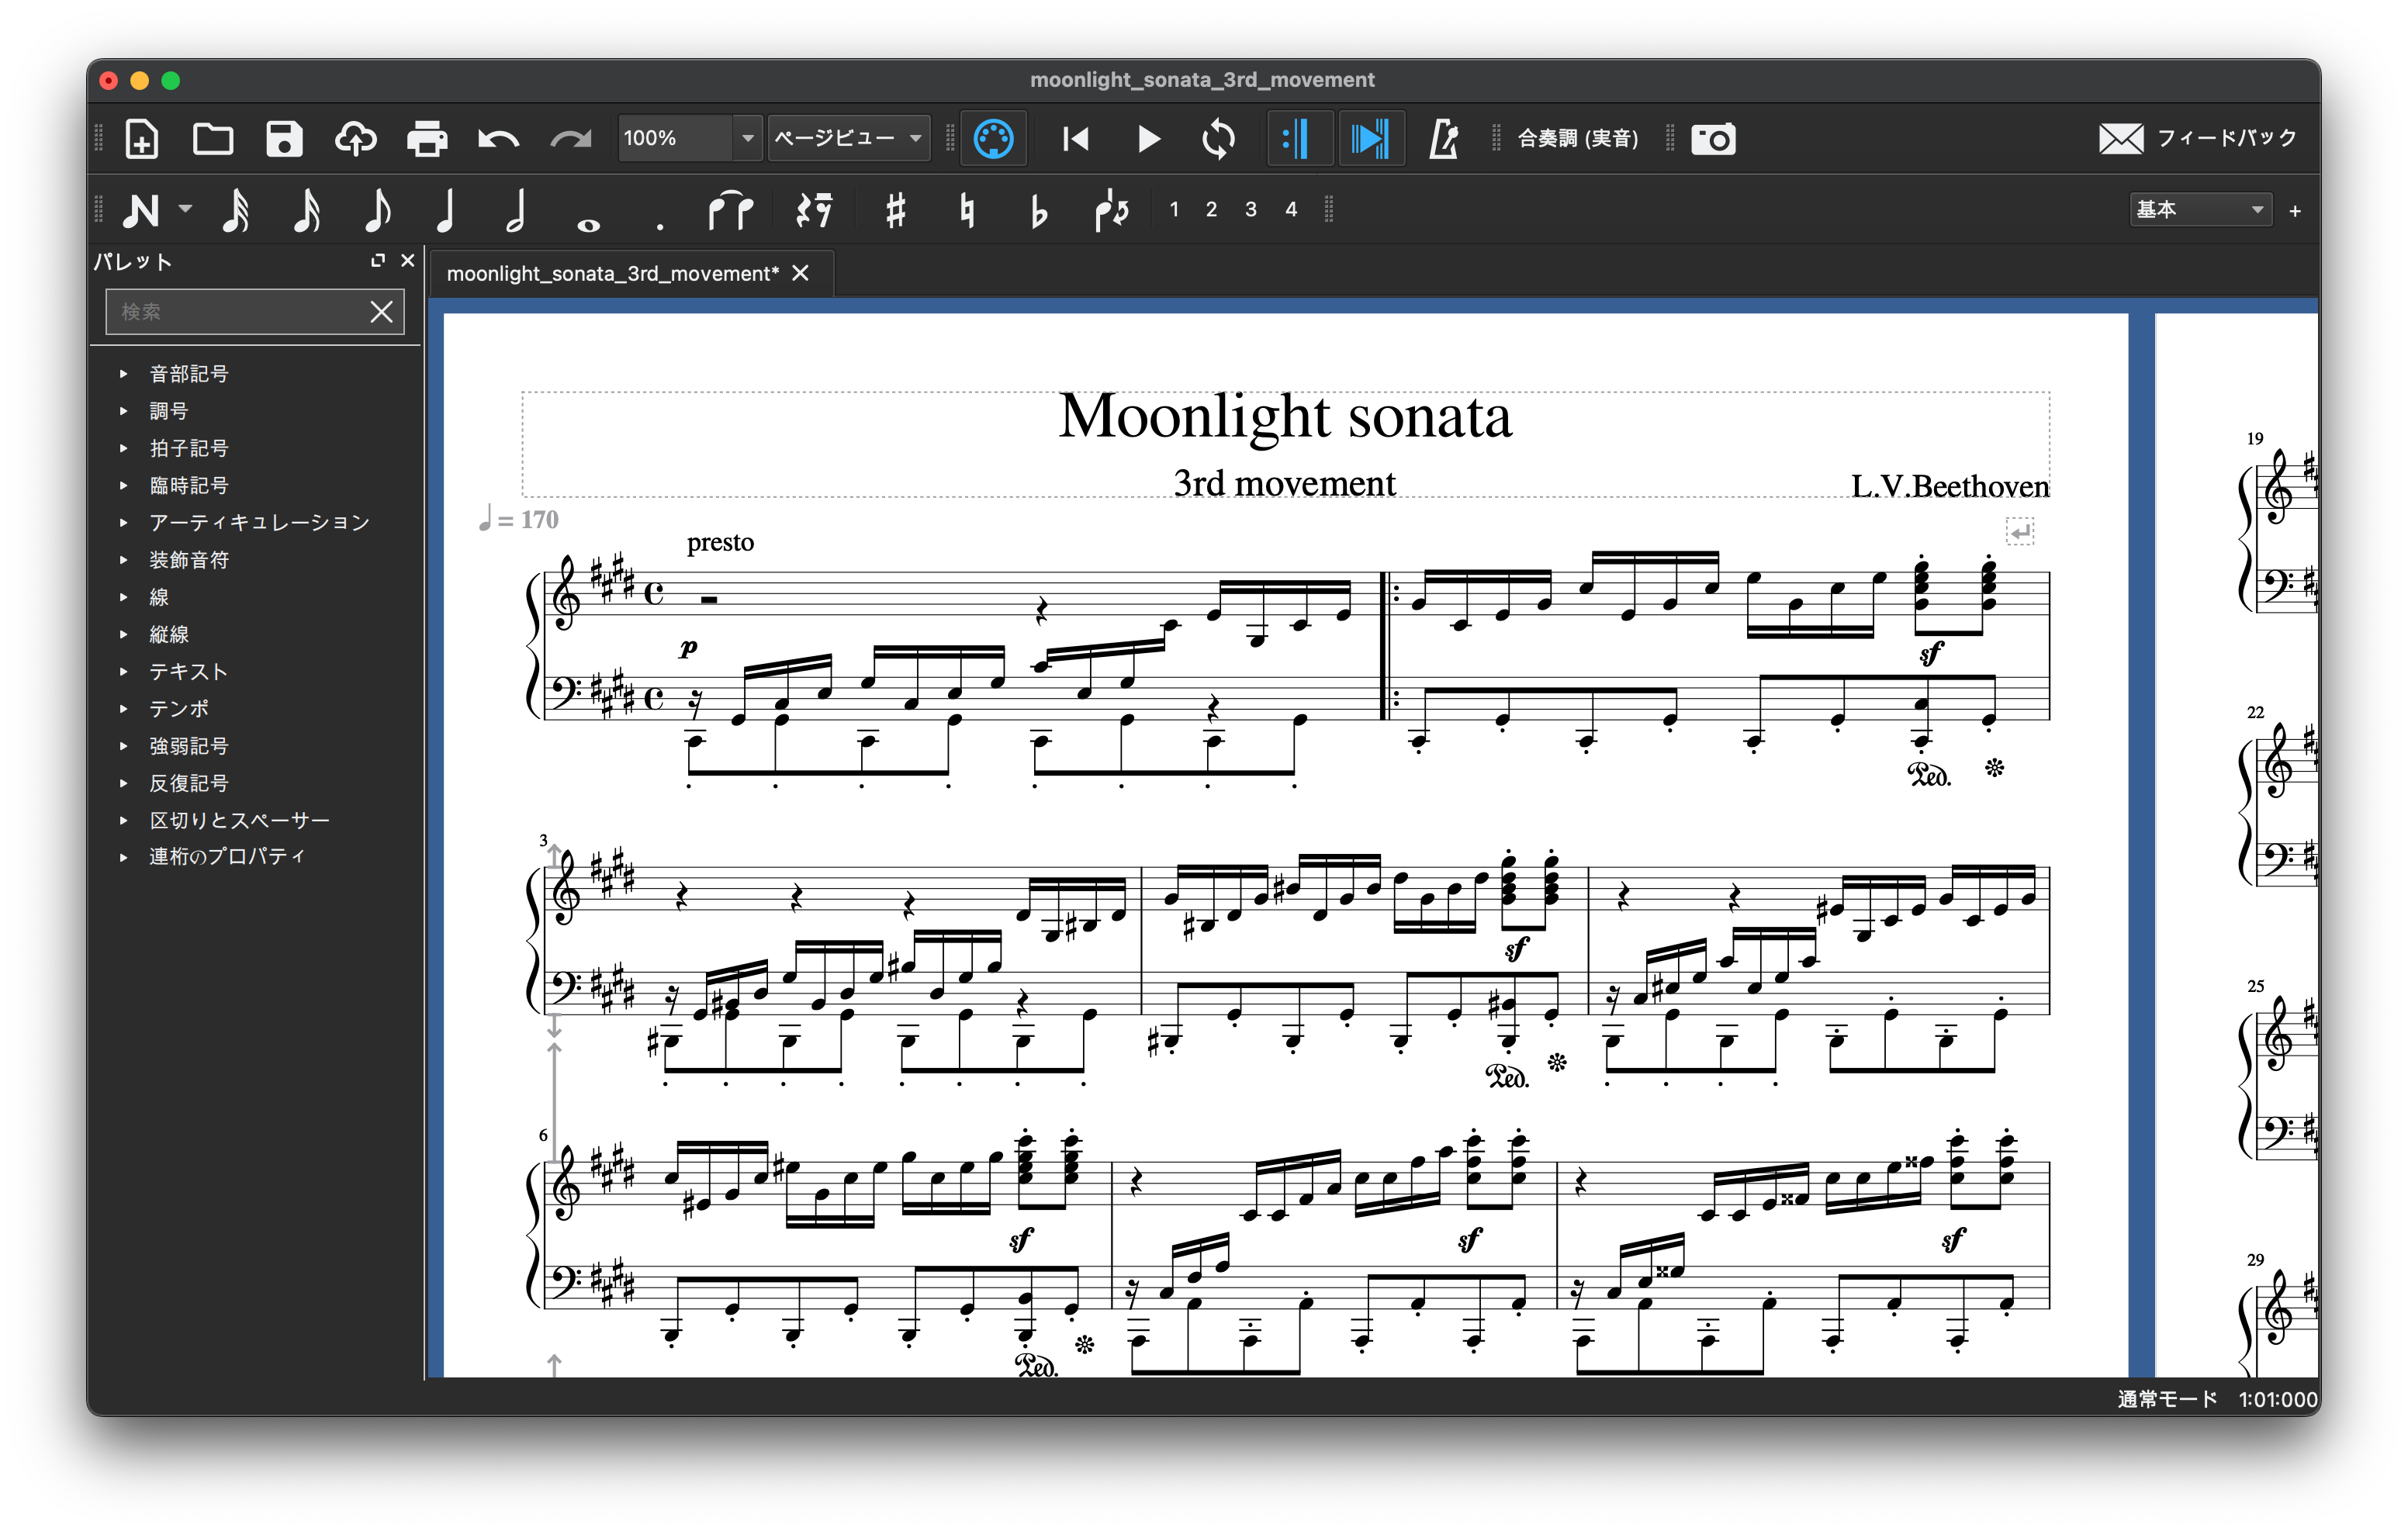 moonlight_sonata_3rd_movement
100% ページビュー 合奏調 (実音) フィードバック
1 2 3 4 基本 +
パレット
moonlight_sonata_3rd_movement*
検索
音部記号
調号
拍子記号
臨時記号
アーティキュレーション
装飾音符
線
縦線
テキスト
テンポ
強弱記号
反復記号
区切りとスペーサー
連桁のプロパティ
Moonlight sonata
3rd movement
L.V.Beethoven
= 170
presto
p
sf
Ped.
3
sf
Ped.
6
sf sf sf
Ped.
19
22
25
29
通常モード 1:01:000